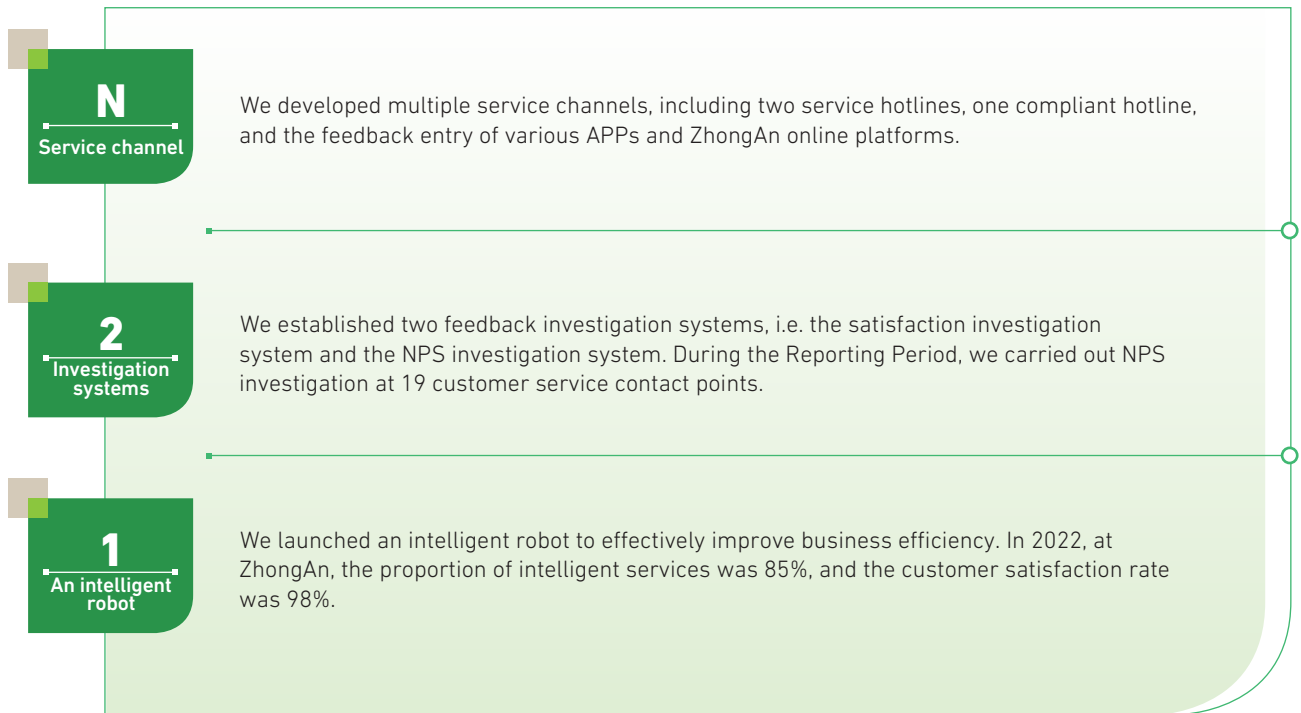 N
Service channel
We developed multiple service channels, including two service hotlines, one compliant hotline,
and the feedback entry of various APPs and ZhongAn online platforms.
2
Investigation
systems
We established two feedback investigation systems, i.e. the satisfaction investigation
system and the NPS investigation system. During the Reporting Period, we carried out NPS
investigation at 19 customer service contact points.
1
An intelligent
robot
We launched an intelligent robot to effectively improve business efficiency. In 2022, at
ZhongAn, the proportion of intelligent services was 85%, and the customer satisfaction rate
was 98%.